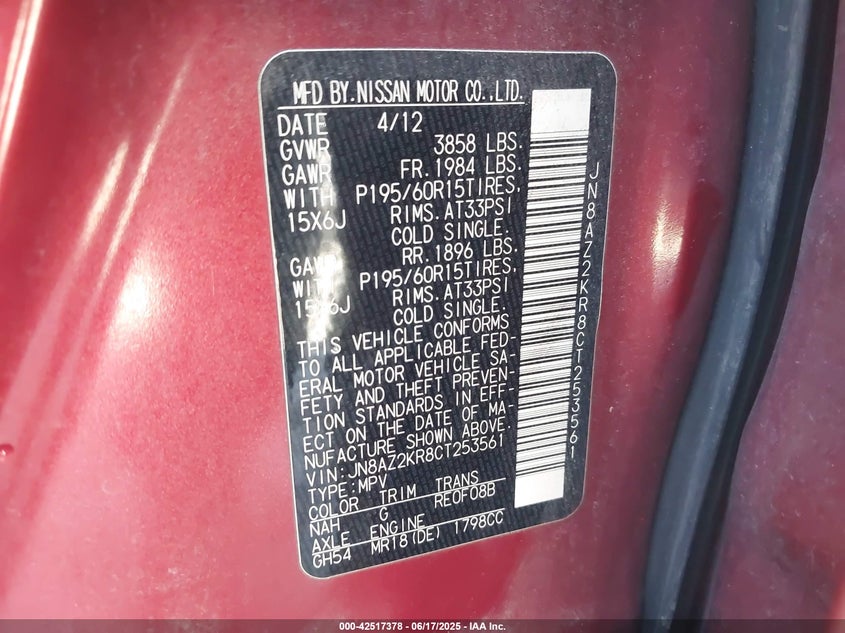 MFD BY.NISSAN MOTOR CO.,LTD.
DATE 4/12
GVWR 3858 LBS.
GAWR FR.1984 LBS.
WITH P195/60R15TIRES,
15X6J RIMS.AT33PSI
COLD SINGLE.
GAWR RR.1896 LBS.
WITH P195/60R15TIRES,
15X6J RIMS.AT33PSI
COLD SINGLE.
THIS VEHICLE CONFORMS
TO ALL APPLICABLE FED-
ERAL MOTOR VEHICLE SA-
FETY AND THEFT PREVEN-
TION STANDARDS IN EFF-
ECT ON THE DATE OF MA-
NUFACTURE SHOWN ABOVE.
VIN:JN8AZ2KR8CT253561
TYPE:MPV
COLOR TRIM TRANS
NAH G RE0F08B
AXLE ENGINE
GH54 MR18(DE) 1798CC
JN8AZ2KR8CT253561
000-42517378 - 06/17/2025 - IAA Inc.